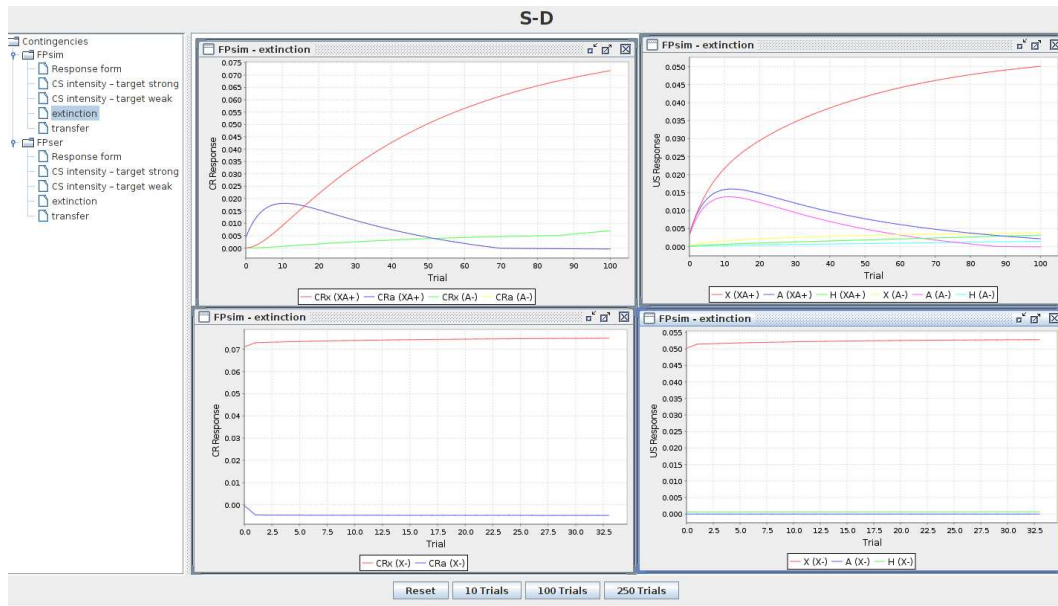 S-D
Contingencies
FPsim
Response form
CS intensity – target strong
CS intensity – target weak
extinction
transfer
FPser
Response form
CS intensity – target strong
CS intensity – target weak
extinction
transfer
FPsim - extinction
CR Response
0.075
0.070
0.065
0.060
0.055
0.050
0.045
0.040
0.035
0.030
0.025
0.020
0.015
0.010
0.005
0.000
0 10 20 30 40 50 60 70 80 90 100
Trial
CRx (XA+) CRa (XA+) CRx (A-) CRa (A-)
FPsim - extinction
US Response
0.050
0.045
0.040
0.035
0.030
0.025
0.020
0.015
0.010
0.005
0.000
0 10 20 30 40 50 60 70 80 90 100
Trial
X (XA+) A (XA+) H (XA+) X (A-) A (A-) H (A-)
FPsim - extinction
CR Response
0.07
0.06
0.05
0.04
0.03
0.02
0.01
0.00
0.0 2.5 5.0 7.5 10.0 12.5 15.0 17.5 20.0 22.5 25.0 27.5 30.0 32.5
Trial
CRx (X-) CRa (X-)
FPsim - extinction
US Response
0.055
0.050
0.045
0.040
0.035
0.030
0.025
0.020
0.015
0.010
0.005
0.000
0.0 2.5 5.0 7.5 10.0 12.5 15.0 17.5 20.0 22.5 25.0 27.5 30.0 32.5
Trial
X (X-) A (X-) H (X-)
Reset 10 Trials 100 Trials 250 Trials